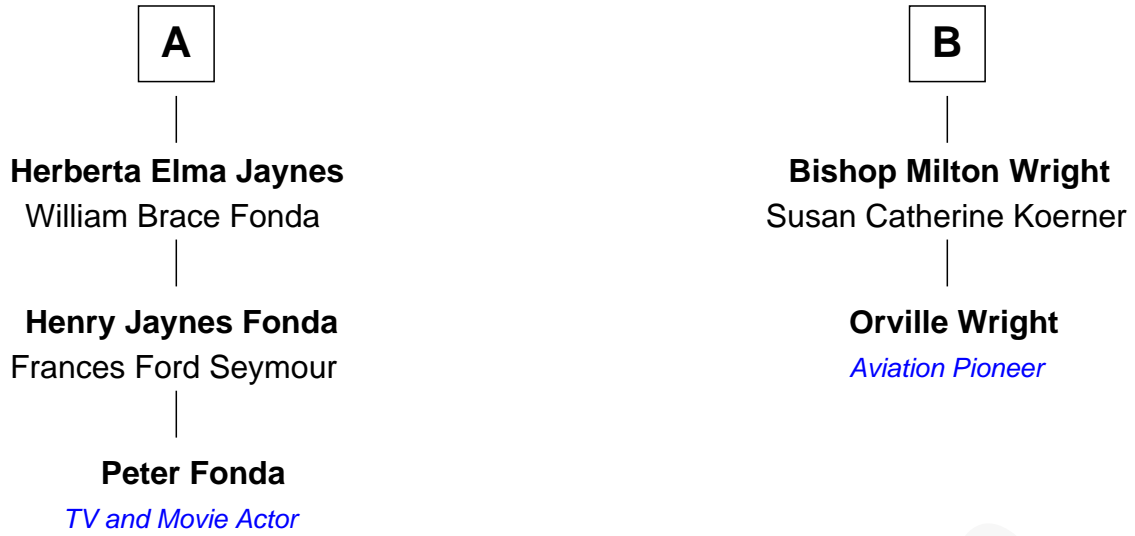 A
Herberta Elma Jaynes
William Brace Fonda
Henry Jaynes Fonda
Frances Ford Seymour
Peter Fonda
TV and Movie Actor
B
Bishop Milton Wright
Susan Catherine Koerner
Orville Wright
Aviation Pioneer